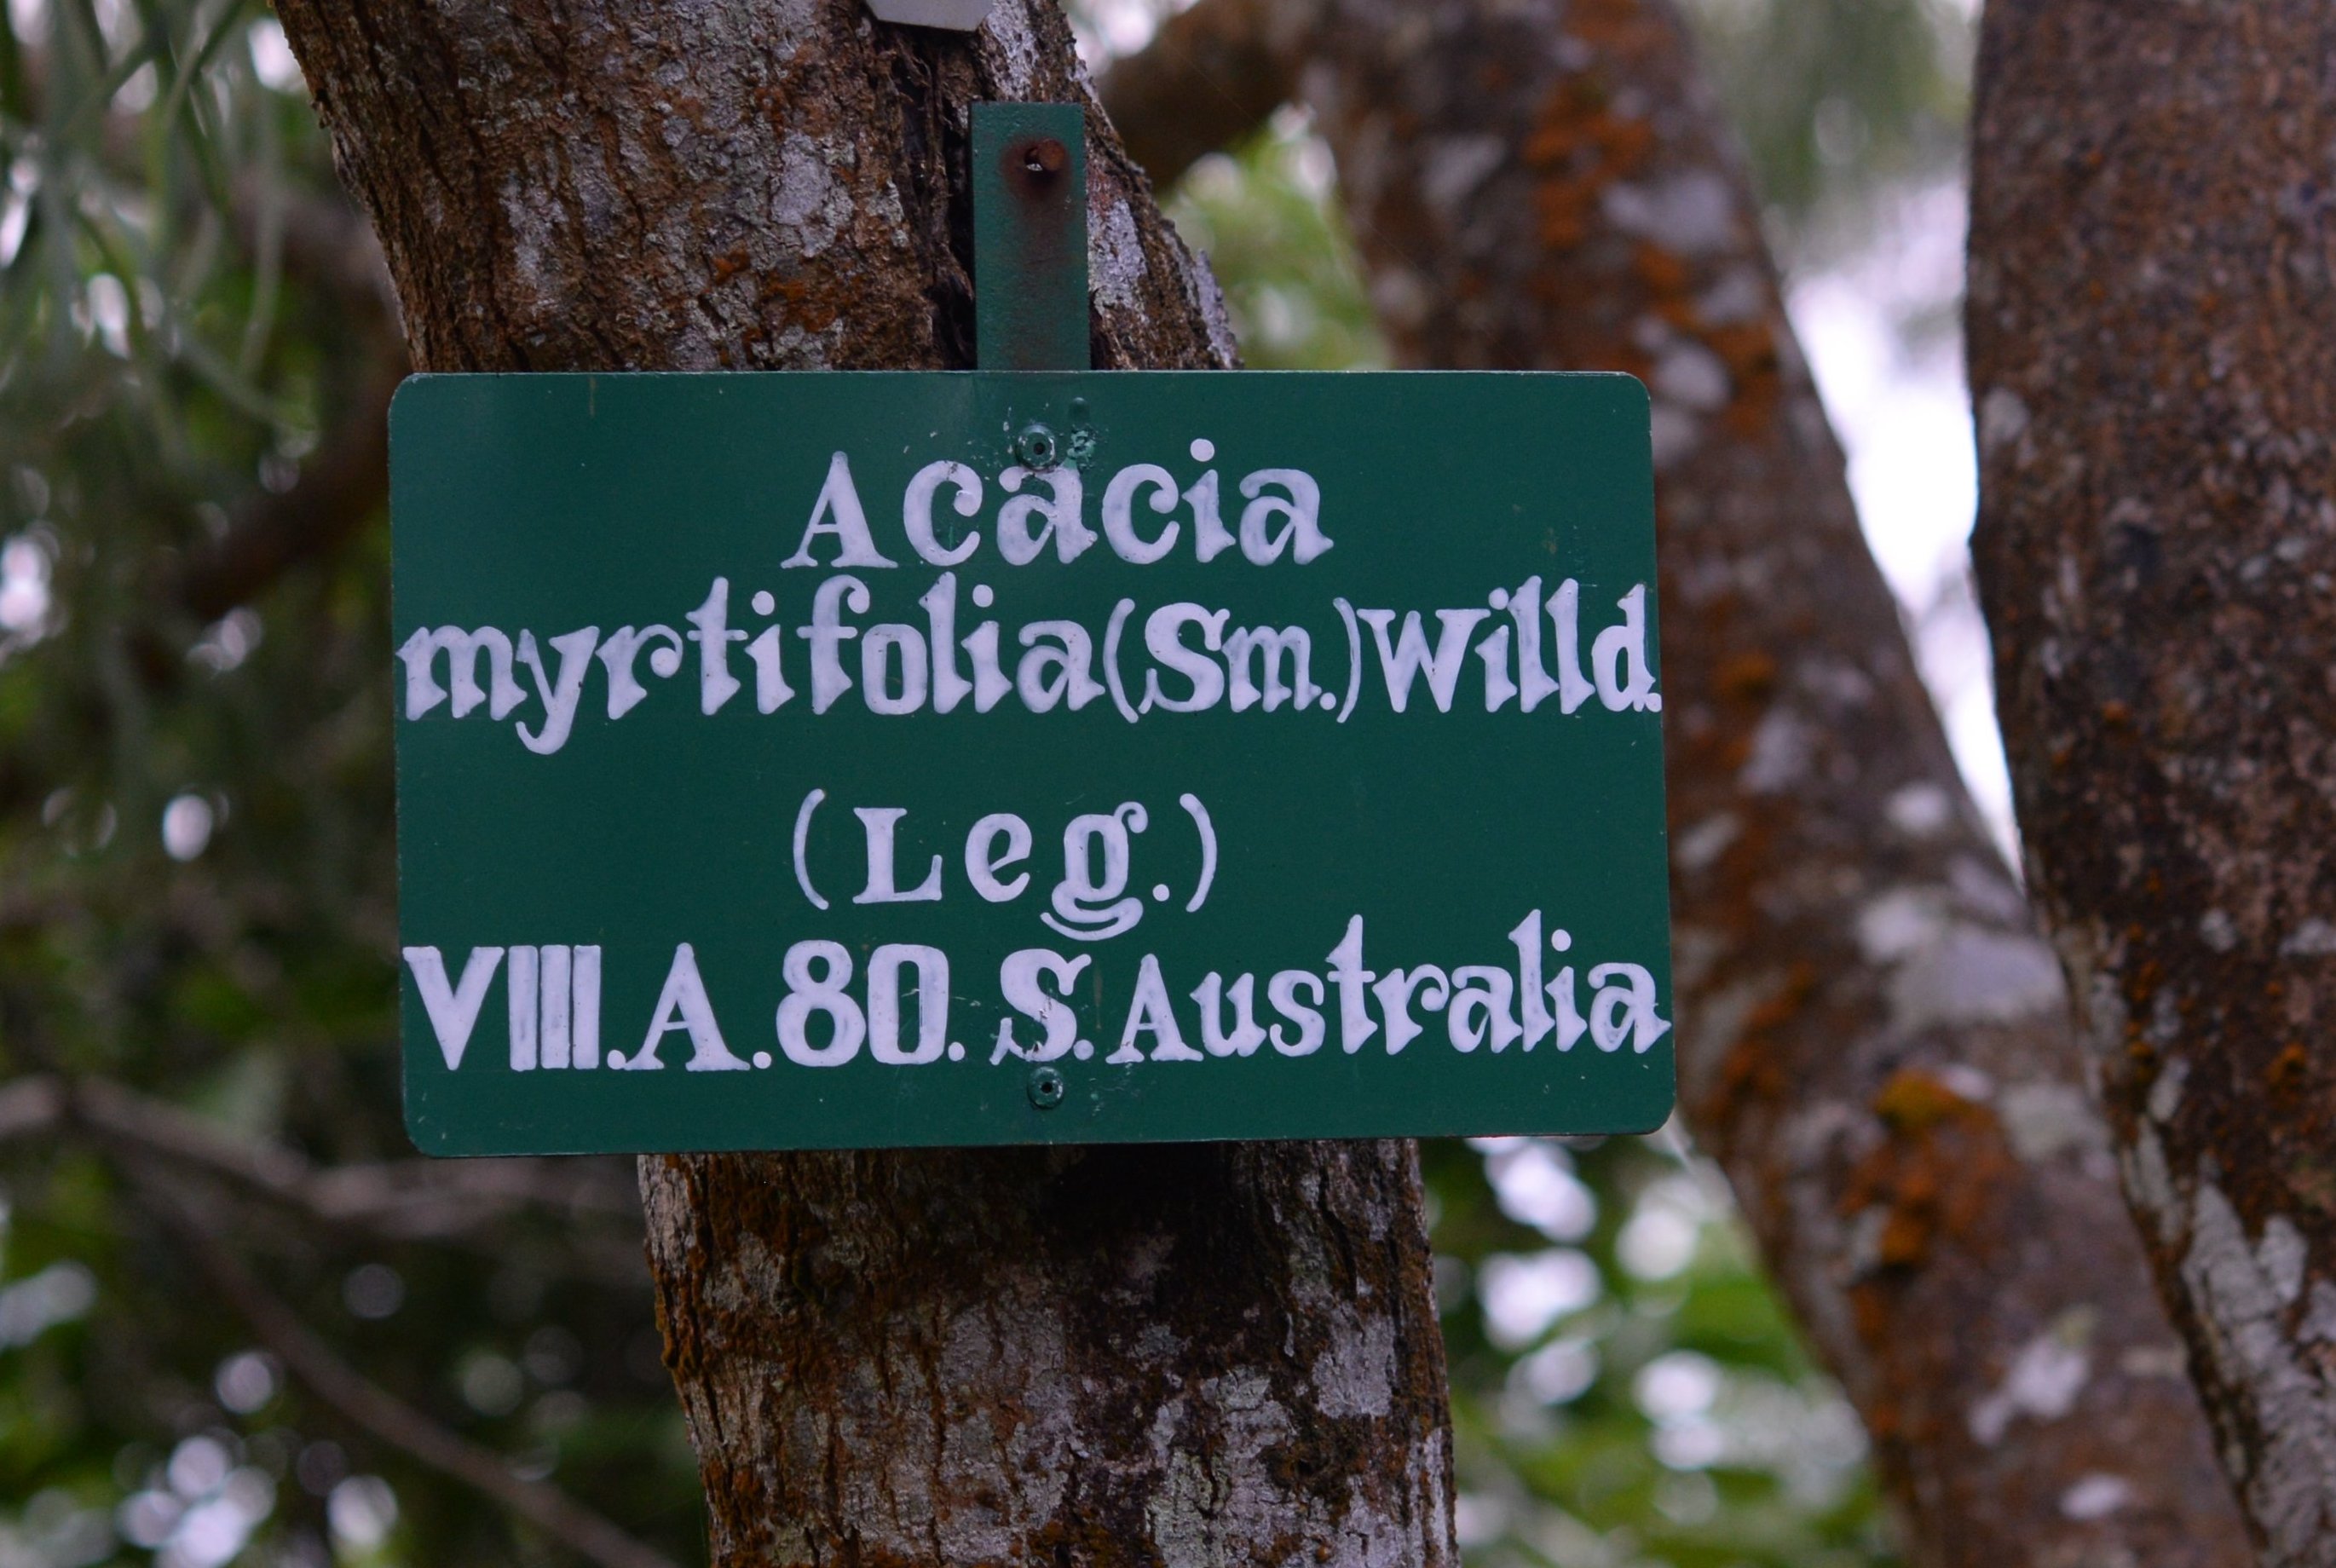 Acacia
myrtifolia(Sm.)Willd.
(Leg.)
VIII.A.80. S.Australia